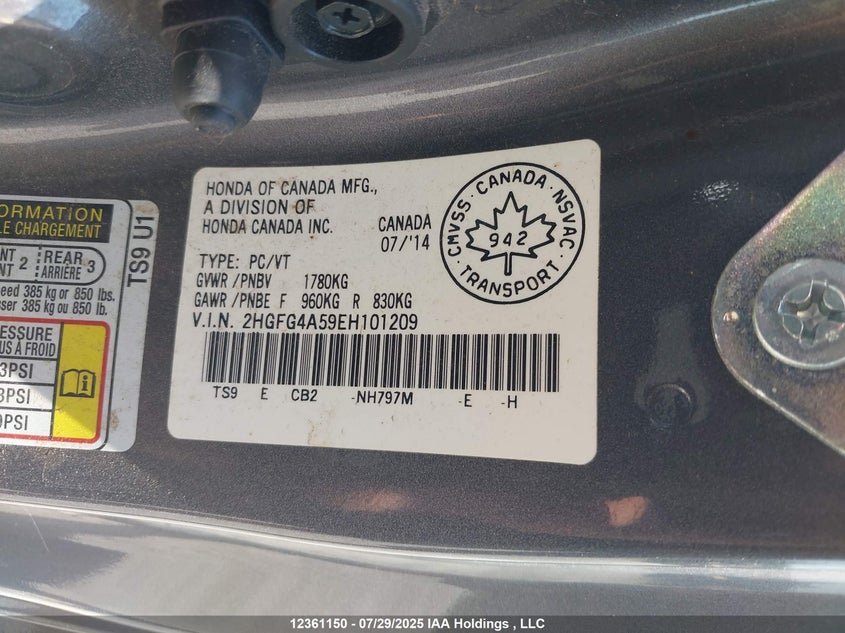 ORMATION
LE CHARGEMENT
NT 2 REAR 3
NT ARRIÈRE
eed 385 kg or 850 lbs.
sser 385 kg ou 850 lb.
ESSURE
US À FROID
3PSI
3PSI
0PSI
TS9 U1
HONDA OF CANADA MFG.,
A DIVISION OF
HONDA CANADA INC.
CANADA
07/'14
CMVSS · CANADA · NSVAC · TRANSPORT ·
942
TYPE: PC/VT
GVWR/PNBV 1780KG
GAWR/PNBE F 960KG R 830KG
V.I.N. 2HGFG4A59EH101209
TS9 E CB2 -NH797M -E -H
12361150 - 07/29/2025 IAA Holdings , LLC